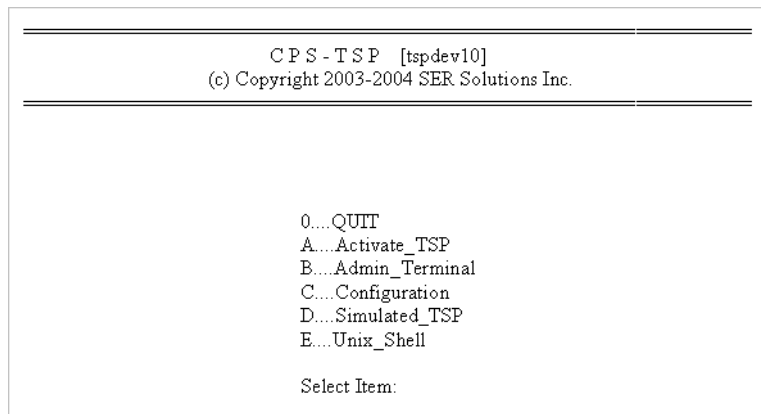 C P S - T S P [tspdev10]
(c) Copyright 2003-2004 SER Solutions Inc.
0....QUIT
A....Activate_TSP
B....Admin_Terminal
C....Configuration
D....Simulated_TSP
E....Unix_Shell
Select Item: